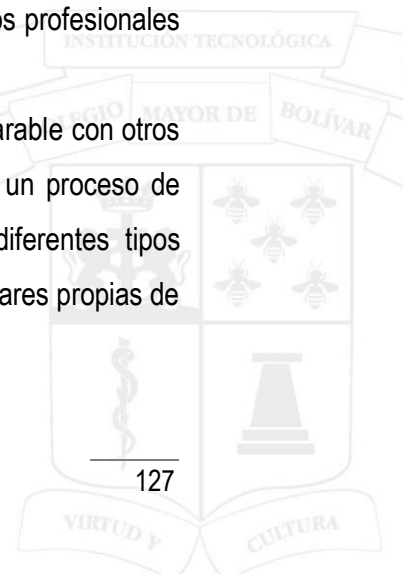 os profesionales
INSTITUCIÓN TECNOLÓGICA
COLEGIO MAYOR DE BOLÍVAR
arable con otros
un proceso de
diferentes tipos
ares propias de
127
VIRTUD Y CULTURA